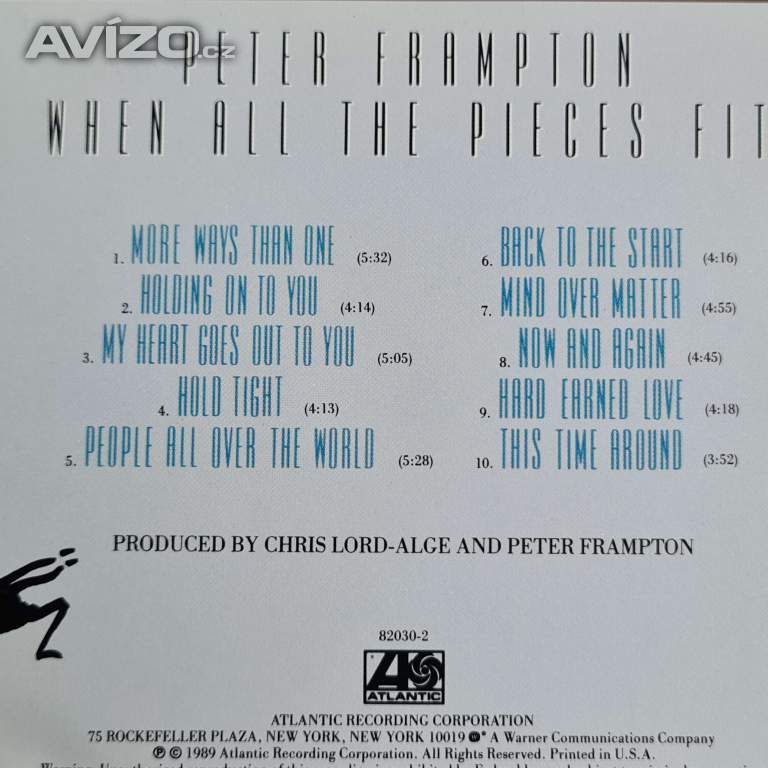 AVÍZO.cz
PETER FRAMPTON
WHEN ALL THE PIECES FIT
1. MORE WAYS THAN ONE (5:32)
2. HOLDING ON TO YOU (4:14)
3. MY HEART GOES OUT TO YOU (5:05)
4. HOLD TIGHT (4:13)
5. PEOPLE ALL OVER THE WORLD (5:28)
6. BACK TO THE START (4:16)
7. MIND OVER MATTER (4:55)
8. NOW AND AGAIN (4:45)
9. HARD EARNED LOVE (4:18)
10. THIS TIME AROUND (3:52)
PRODUCED BY CHRIS LORD-ALGE AND PETER FRAMPTON
82030-2
ATLANTIC
ATLANTIC RECORDING CORPORATION
75 ROCKEFELLER PLAZA, NEW YORK, NEW YORK 10019 ® A Warner Communications Company
℗ © 1989 Atlantic Recording Corporation. All Rights Reserved. Printed in U.S.A.